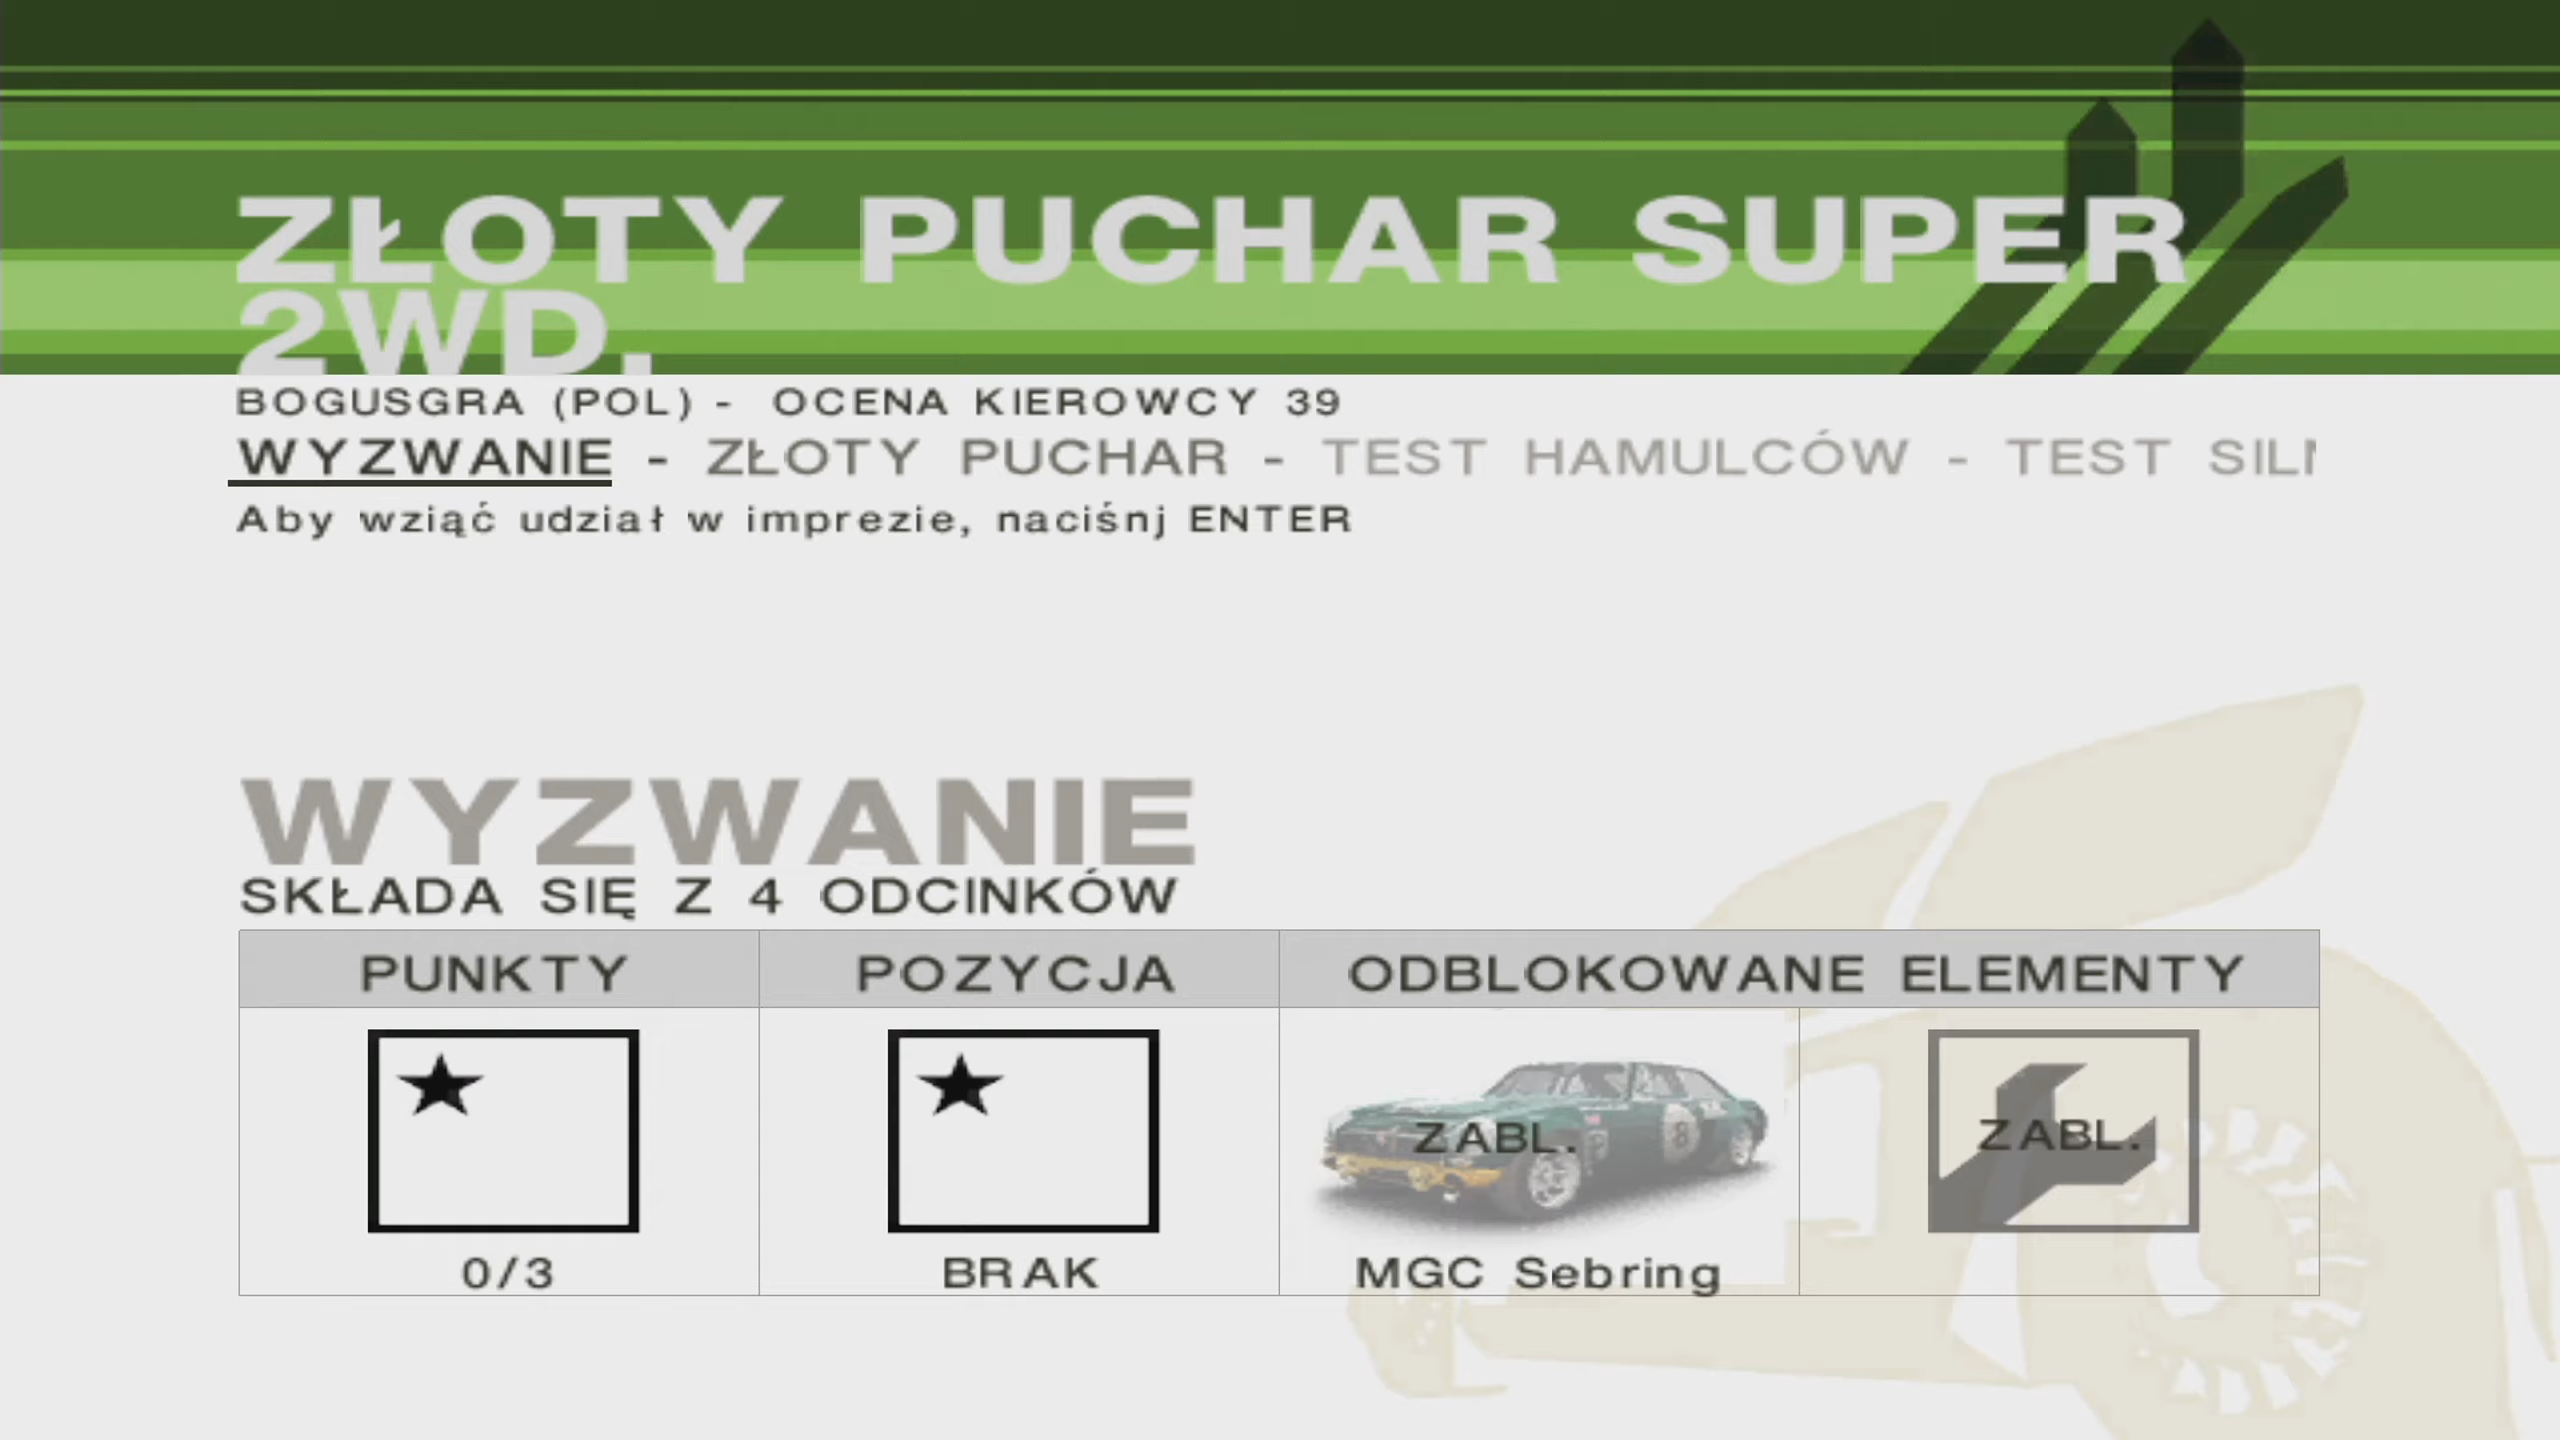 ZŁOTY PUCHAR SUPER
2WD.
BOGUSGRA (POL) - OCENA KIEROWCY 39
WYZWANIE - ZŁOTY PUCHAR - TEST HAMULCÓW - TEST
Aby wziąć udział w imprezie, naciśnj ENTER
WYZWANIE
SKŁADA SIĘ Z 4 ODCINKÓW
PUNKTY POZYCJA ODBLOKOWANE ELEMENTY
ZABL. ZABL.
8
0/3 BRAK MGC Sebring